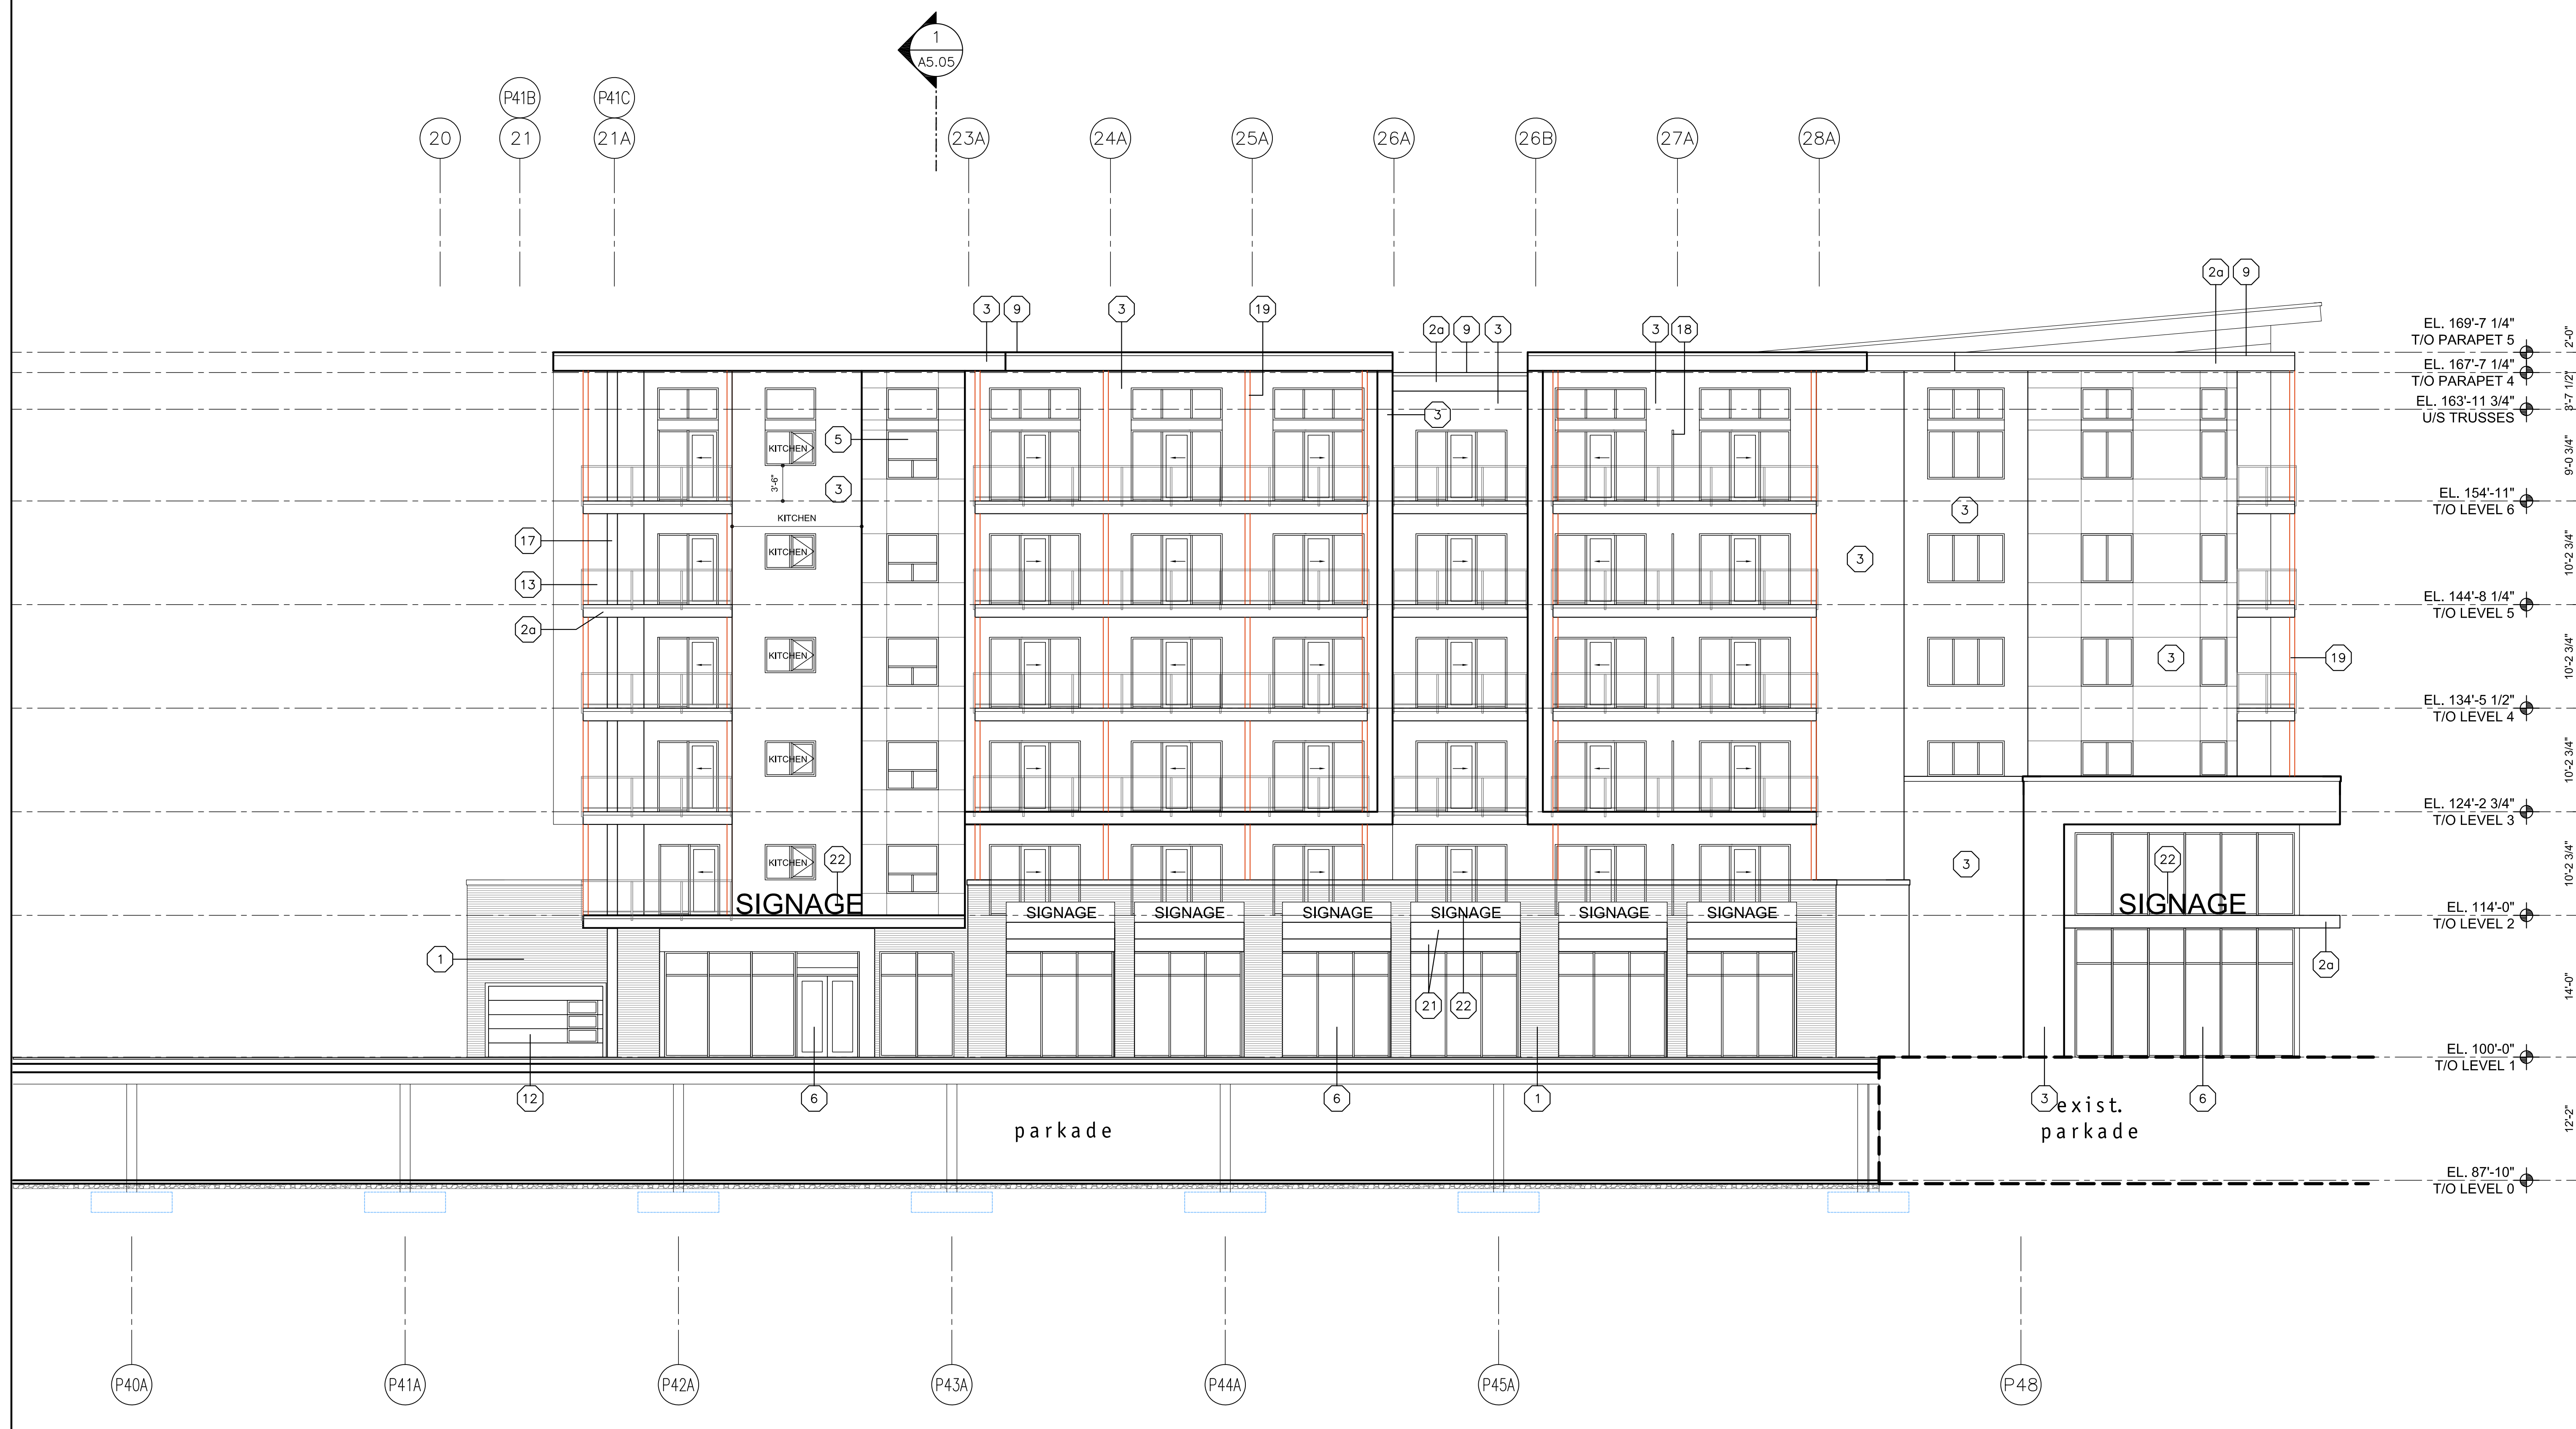 1
A5.05
P41B
P41C
20
21
21A
23A
24A
25A
26A
26B
27A
28A
2a
9
3
9
3
19
2a
9
3
3
18
EL. 169'-7 1/4"
T/O PARAPET 5
2'-0"
EL. 167'-7 1/4"
T/O PARAPET 4
3'-7 1/2"
EL. 163'-11 3/4"
U/S TRUSSES
3
5
KITCHEN
9'-0 3/4"
3'-6"
3
EL. 154'-11"
T/O LEVEL 6
3
KITCHEN
17
KITCHEN
3
10'-2 3/4"
13
EL. 144'-8 1/4"
T/O LEVEL 5
2a
KITCHEN
3
19
10'-2 3/4"
EL. 134'-5 1/2"
T/O LEVEL 4
KITCHEN
10'-2 3/4"
EL. 124'-2 3/4"
T/O LEVEL 3
KITCHEN
22
3
22
10'-2 3/4"
SIGNAGE
SIGNAGE
SIGNAGE
SIGNAGE
SIGNAGE
SIGNAGE
SIGNAGE
SIGNAGE
EL. 114'-0"
T/O LEVEL 2
1
2a
21
22
14'-0"
EL. 100'-0"
T/O LEVEL 1
12
6
6
1
3
6
exist.
parkade
parkade
12'-2"
EL. 87'-10"
T/O LEVEL 0
P40A
P41A
P42A
P43A
P44A
P45A
P48